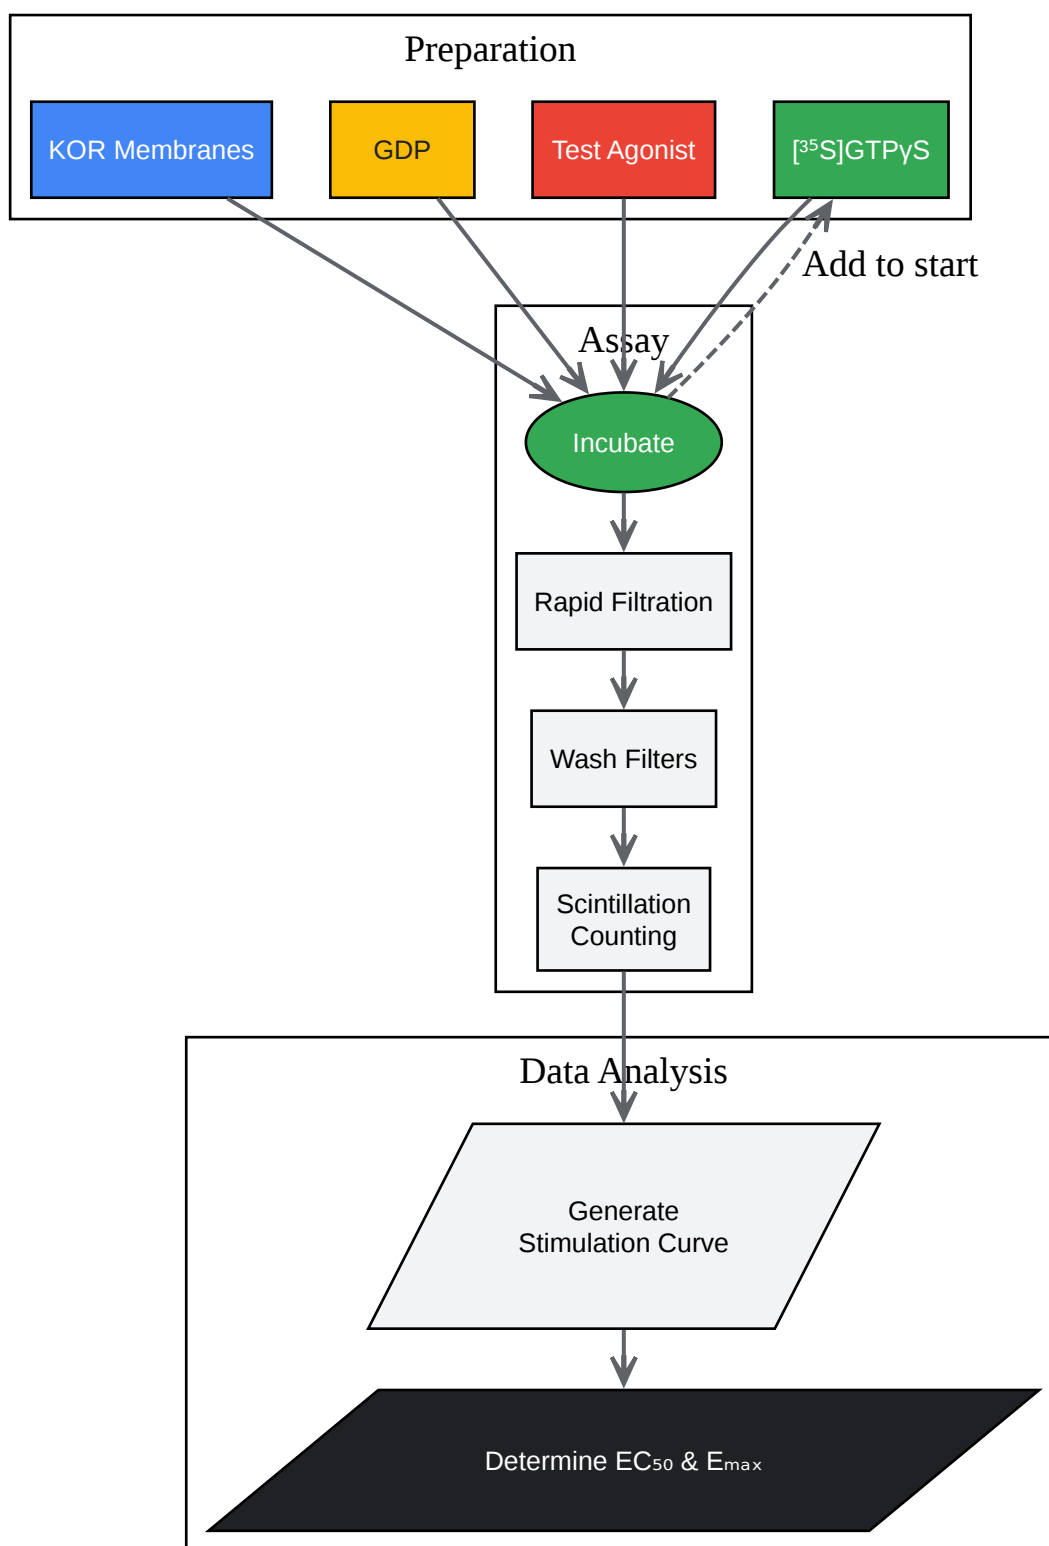 Preparation
KOR Membranes
GDP
Test Agonist
[³⁵S]GTPγS
Add to start
Assay
Incubate
Rapid Filtration
Wash Filters
Scintillation
Counting
Data Analysis
Generate
Stimulation Curve
Determine EC₅₀ & Eₘₐₓ